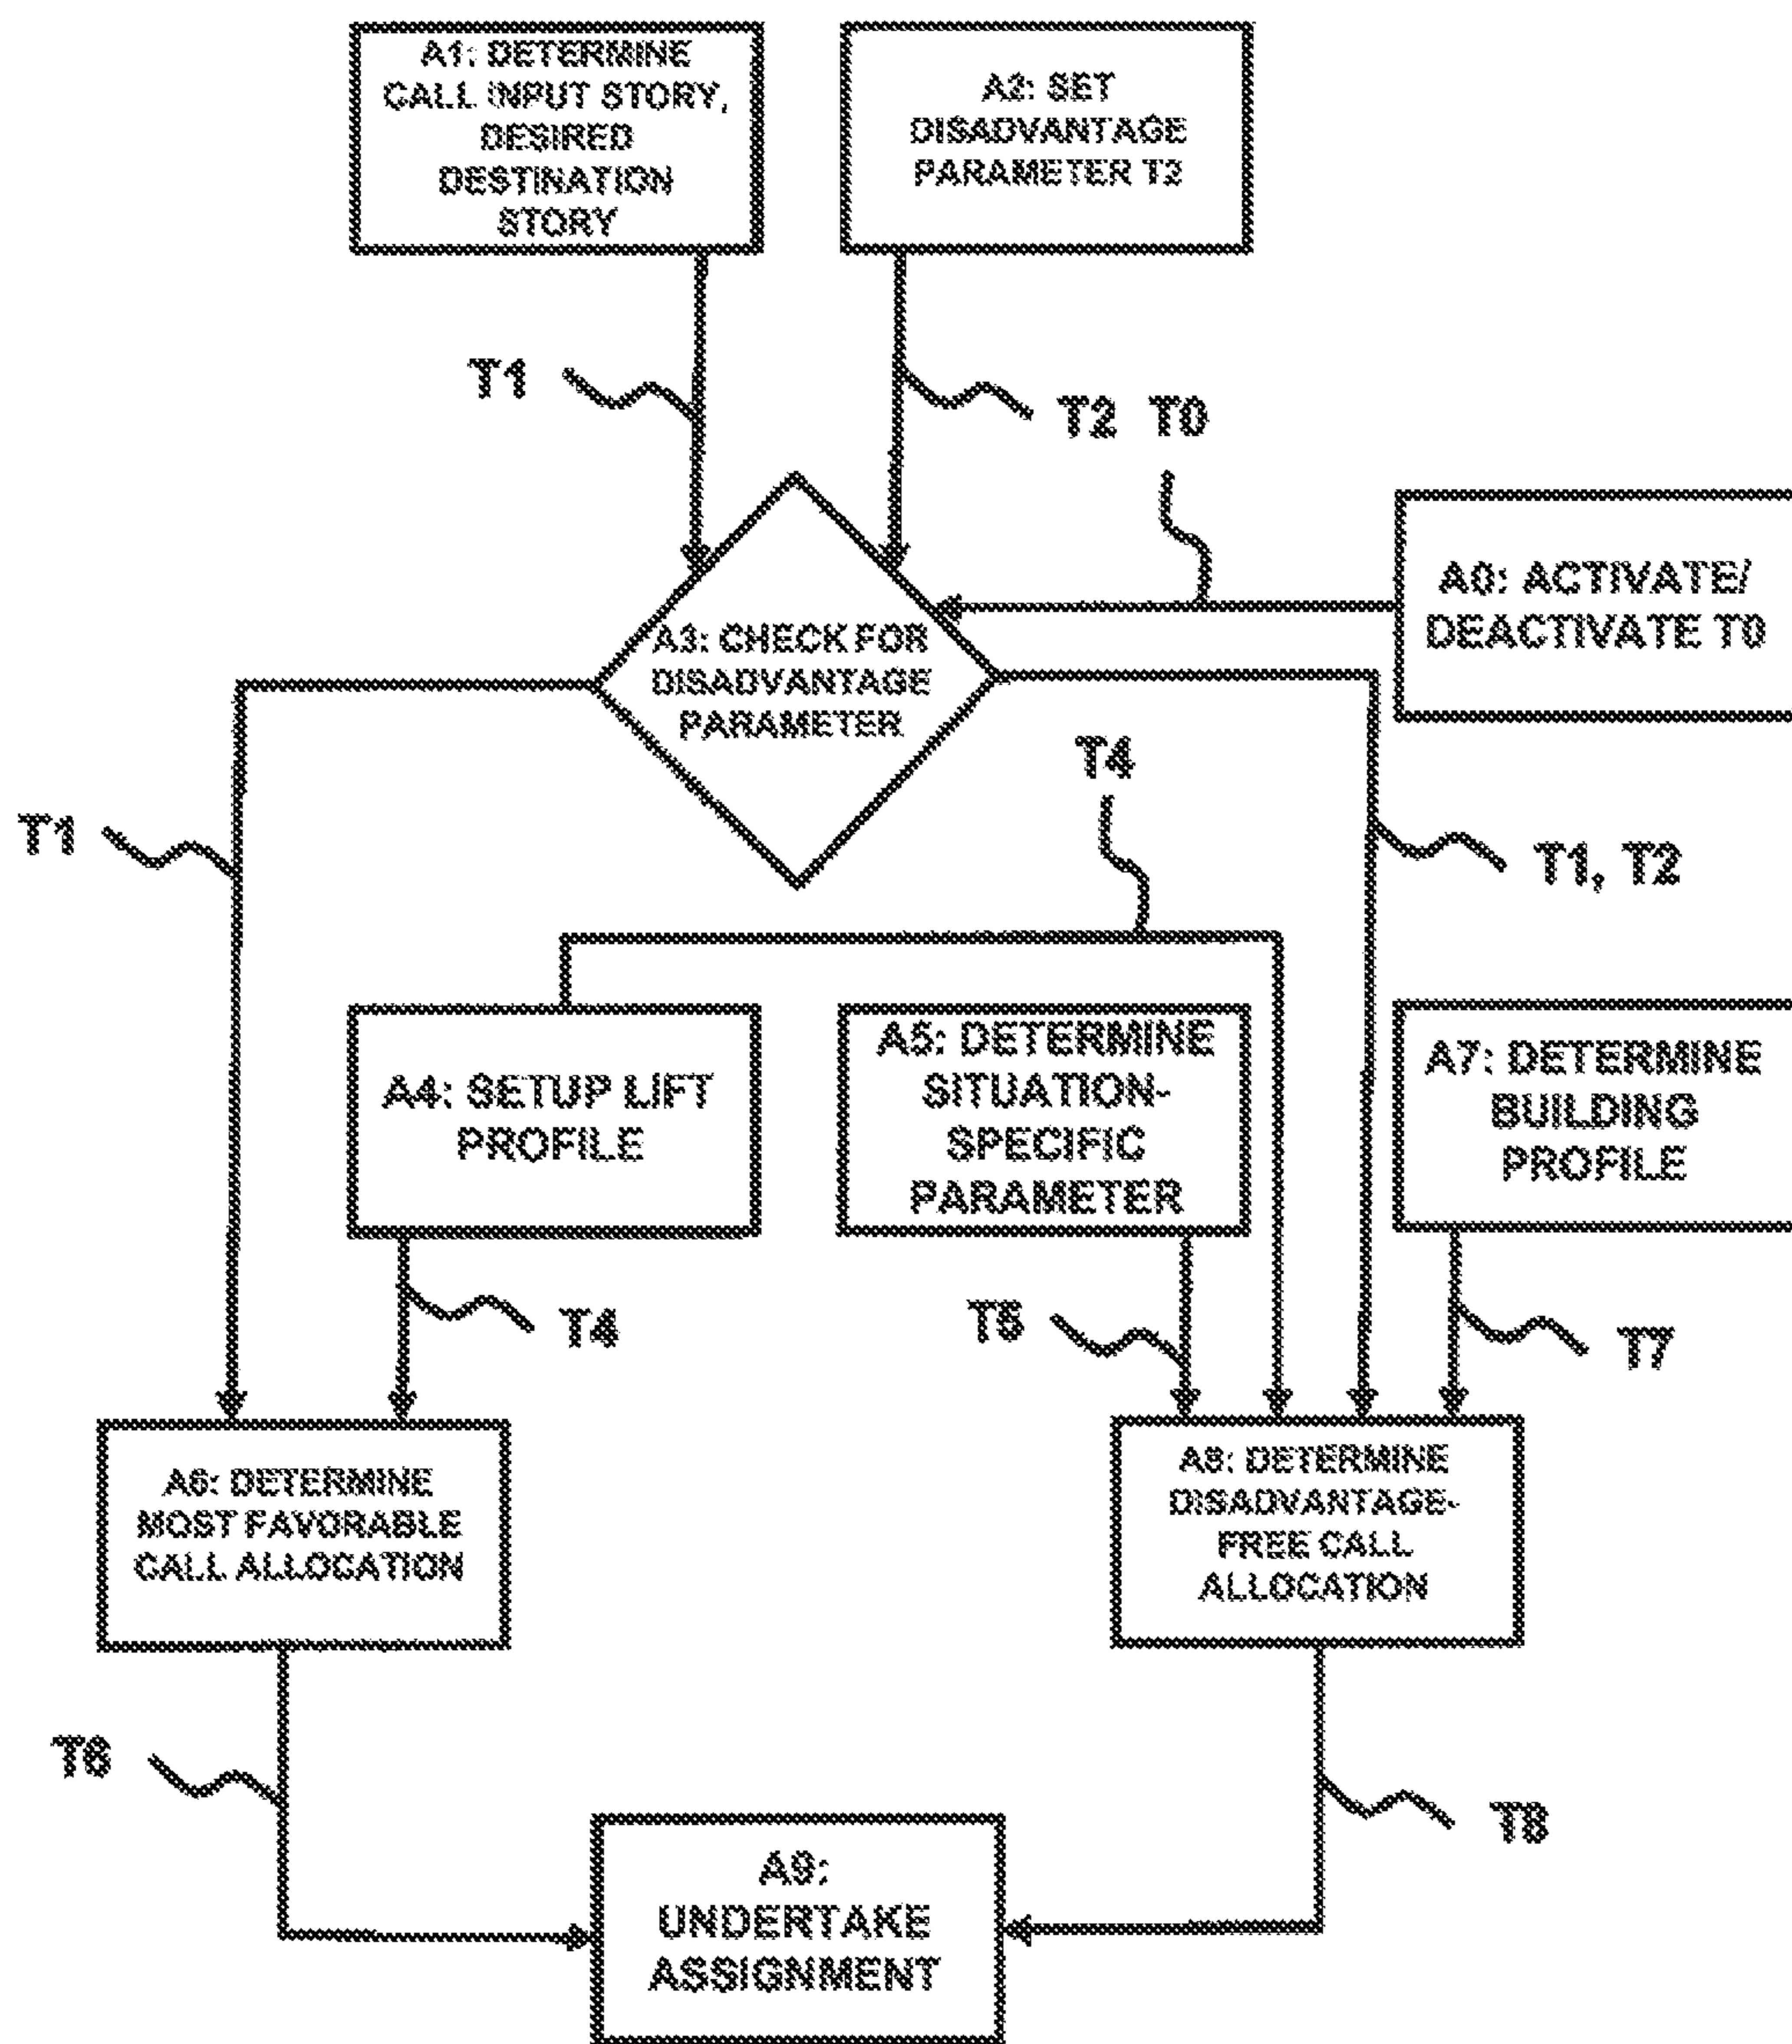 A1: DETERMINE
CALL INPUT STORY,
DESIRED
DESTINATION
STORY
A2: SET
DISADVANTAGE
PARAMETER T2
T1
T2
T0
A0: ACTIVATE/
DEACTIVATE T0
A3: CHECK FOR
DISADVANTAGE
PARAMETER
T4
T1
T1, T2
A4: SETUP LIFT
PROFILE
A5: DETERMINE
SITUATION-
SPECIFIC
PARAMETER
A7: DETERMINE
BUILDING
PROFILE
T4
T5
T7
A6: DETERMINE
MOST FAVORABLE
CALL ALLOCATION
A8: DETERMINE
DISADVANTAGE-
FREE CALL
ALLOCATION
T6
T8
A9:
UNDERTAKE
ASSIGNMENT